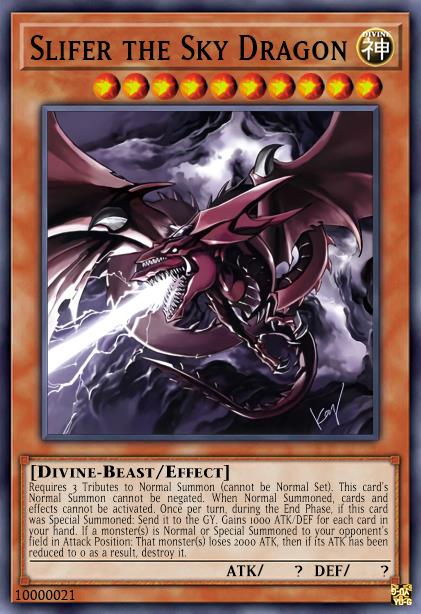 Slifer the Sky Dragon
DIVINE
神
Kav
[Divine-Beast/Effect]
Requires 3 Tributes to Normal Summon (cannot be Normal Set). This card's
Normal Summon cannot be negated. When Normal Summoned, cards and
effects cannot be activated. Once per turn, during the End Phase, if this card
was Special Summoned: Send it to the GY. Gains 1000 ATK/DEF for each card in
your hand. If a monster(s) is Normal or Special Summoned to your opponent's
field in Attack Position: That monster(s) loses 2000 ATK, then if its ATK has been
reduced to 0 as a result, destroy it.
ATK/ ? DEF/ ?
10000021